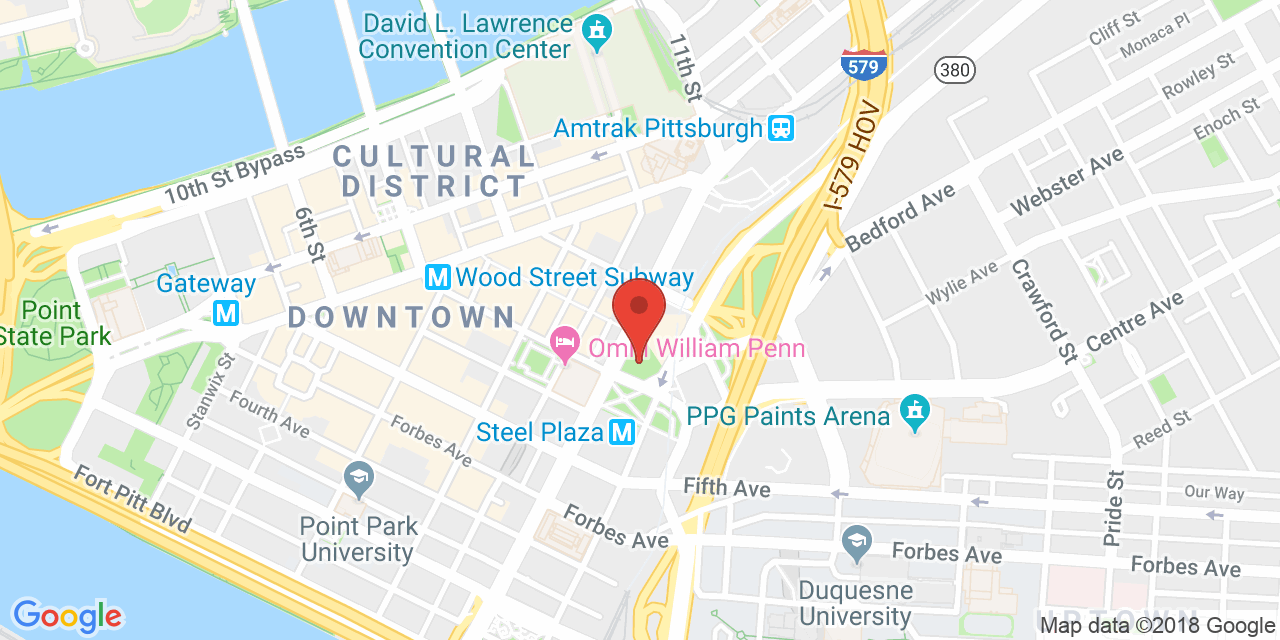 David L. Lawrence
Convention Center
11th St
579
380
Cliff St
Monaca Pl
Rowley St
Enoch St
Amtrak Pittsburgh
I-579 HOV
CULTURAL
DISTRICT
10th St Bypass
6th St
Webster Ave
Bedford Ave
Wylie Ave
Crawford St
Centre Ave
Gateway
M
M Wood Street Subway
Point
State Park
DOWNTOWN
Omni William Penn
Stanwix St
Fourth Ave
Forbes Ave
Steel Plaza M
PPG Paints Arena
Reed St
Fort Pitt Blvd
Fifth Ave
Our Way
Pride St
Point Park
University
Forbes Ave
Forbes Ave
Forbes Ave
Duquesne
University
UPTOWN
Google
Map data ©2018 Google